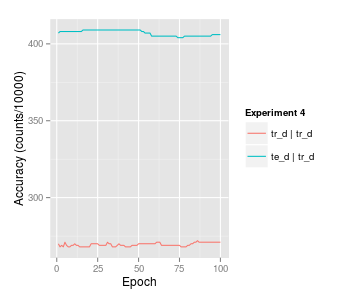 400
350
300
Accuracy (counts/10000)
0
25
50
75
100
Epoch
Experiment 4
tr_d | tr_d
te_d | tr_d